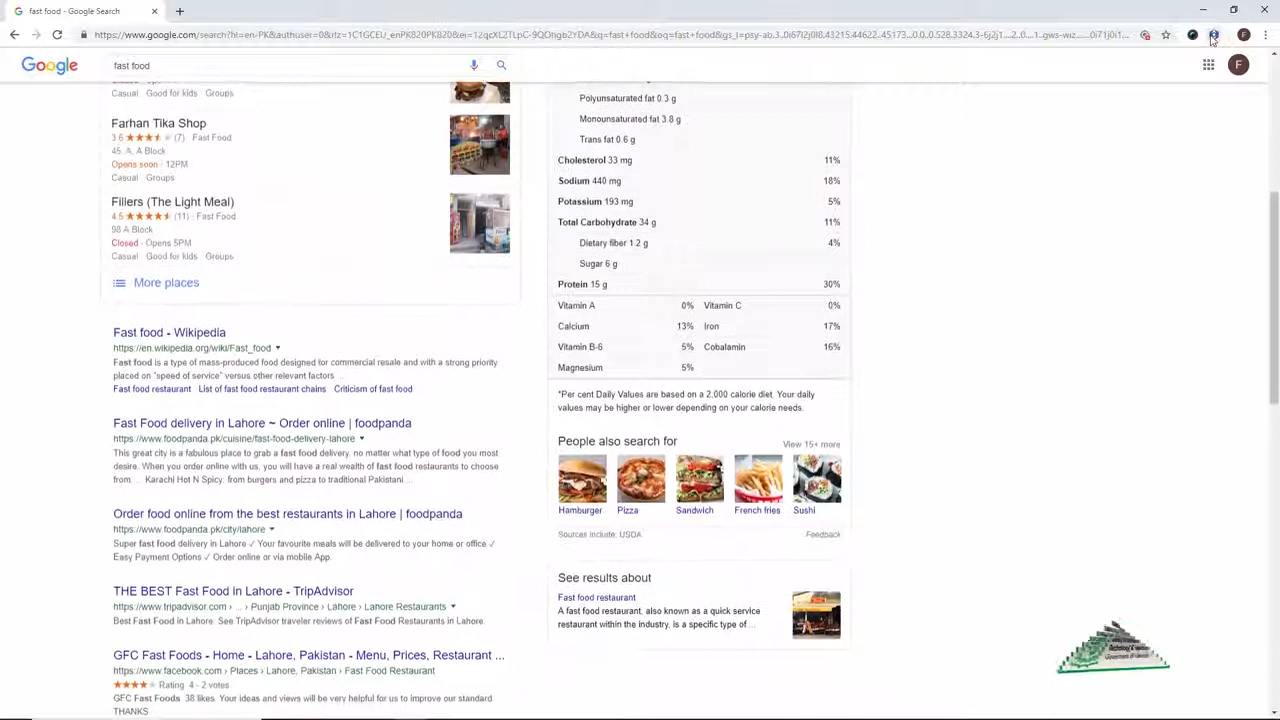 fast food - Google Search
Google
fast food
F
F
Casual Good for kids Groups
Farhan Tika Shop
3.6 (7) Fast Food
45, A, A Block
Opens soon · 12PM
Casual Groups
Fillers (The Light Meal)
4.5 (11) · Fast Food
98 A Block
Closed · Opens 5PM
Casual Good for kids Groups
More places
Fast food - Wikipedia
https://en.wikipedia.org/wiki/Fast_food
Fast food is a type of mass-produced food designed for commercial resale and with a strong priority
placed on "speed of service" versus other relevant factors ...
Fast food restaurant List of fast food restaurant chains Criticism of fast food
Fast Food delivery in Lahore ~ Order online | foodpanda
https://www.foodpanda.pk/cuisine/fast-food-delivery-lahore
This great city is a fabulous place to grab a fast food delivery, no matter what type of food you most
desire. When you order online with us, you will have a real wealth of fast food restaurants to choose
from. ... Karachi Hot N Spicy: from burgers and pizza to traditional Pakistani ...
Order food online from the best restaurants in Lahore | foodpanda
https://www.foodpanda.pk/city/lahore
Super fast food delivery in Lahore ✓ Your favourite meals will be delivered to your home or office ✓
Easy Payment Options ✓ Order online or via mobile App.
THE BEST Fast Food in Lahore - TripAdvisor
https://www.tripadvisor.com › ... › Punjab Province › Lahore › Lahore Restaurants
Best Fast Food in Lahore. See TripAdvisor traveler reviews of Fast Food Restaurants in Lahore.
GFC Fast Foods - Home - Lahore, Pakistan - Menu, Prices, Restaurant ...
https://www.facebook.com › Places › Lahore, Pakistan › Fast Food Restaurant
Rating 4 - 2 votes
GFC Fast Foods 38 likes. Your ideas and views will be very helpful for us to improve our standard.
THANKS
Polyunsaturated fat 0.3 g
Monounsaturated fat 3.8 g
Trans fat 0.6 g
Cholesterol 33 mg 11%
Sodium 440 mg 18%
Potassium 193 mg 5%
Total Carbohydrate 34 g 11%
Dietary fiber 1.2 g 4%
Sugar 6 g
Protein 15 g 30%
Vitamin A 0% Vitamin C 0%
Calcium 13% Iron 17%
Vitamin B-6 5% Cobalamin 16%
Magnesium 5%
*Per cent Daily Values are based on a 2,000 calorie diet. Your daily
values may be higher or lower depending on your calorie needs.
People also search for View 15+ more
Hamburger Pizza Sandwich French fries Sushi
Sources include: USDA Feedback
See results about
Fast food restaurant
A fast food restaurant, also known as a quick service
restaurant within the industry, is a specific type of ...